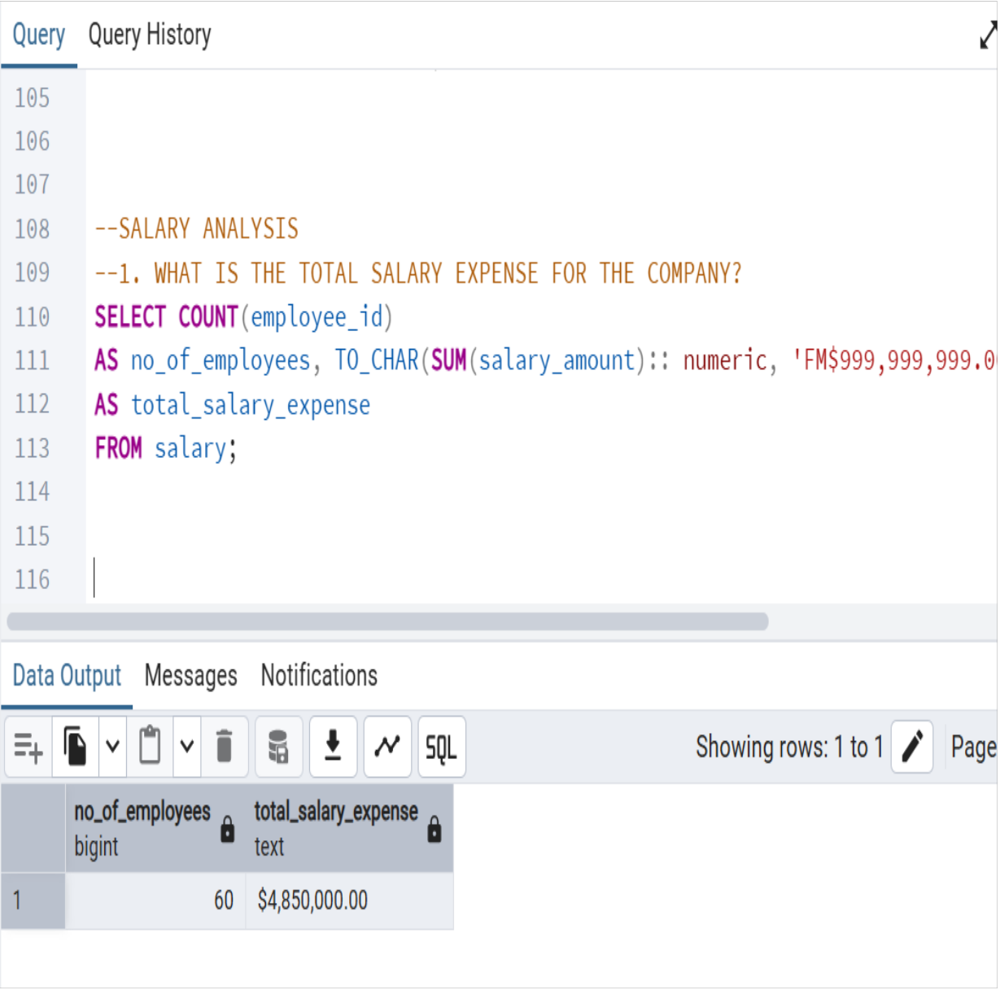 Query Query History
105
106
107
108 --SALARY ANALYSIS
109 --1. WHAT IS THE TOTAL SALARY EXPENSE FOR THE COMPANY?
110 SELECT COUNT(employee_id)
111 AS no_of_employees, TO_CHAR(SUM(salary_amount):: numeric, 'FM$999,999,999.0
112 AS total_salary_expense
113 FROM salary;
114
115
116
Data Output Messages Notifications
SQL Showing rows: 1 to 1 Page
no_of_employees total_salary_expense
bigint text
1 60 $4,850,000.00